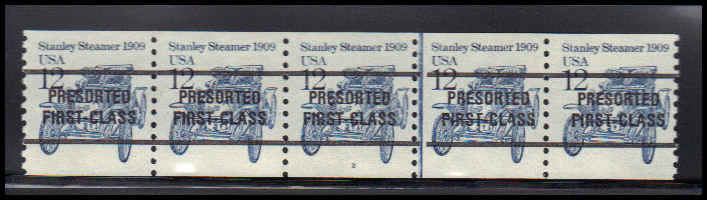 Stanley Steamer 1909 Stanley Steamer 1909 Stanley Steamer 1909 Stanley Steamer 1909 Stanley Steamer 1909
USA USA USA USA USA
12 12 12 12 12
PRESORTED PRESORTED PRESORTED PRESORTED PRESORTED
FIRST-CLASS FIRST-CLASS FIRST-CLASS FIRST-CLASS FIRST-CLASS
2